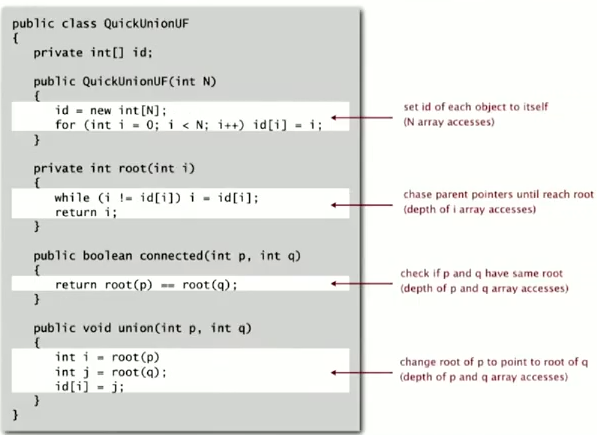 public class QuickUnionUF
{
private int[] id;
public QuickUnionUF(int N)
{
id = new int[N];
for (int i = 0; i < N; i++) id[i] = i;
}
set id of each object to itself
(N array accesses)
private int root(int i)
{
while (i != id[i]) i = id[i];
return i;
}
chase parent pointers until reach root
(depth of i array accesses)
public boolean connected(int p, int q)
{
return root(p) == root(q);
}
check if p and q have same root
(depth of p and q array accesses)
public void union(int p, int q)
{
int i = root(p)
int j = root(q);
id[i] = j;
}
}
change root of p to point to root of q
(depth of p and q array accesses)